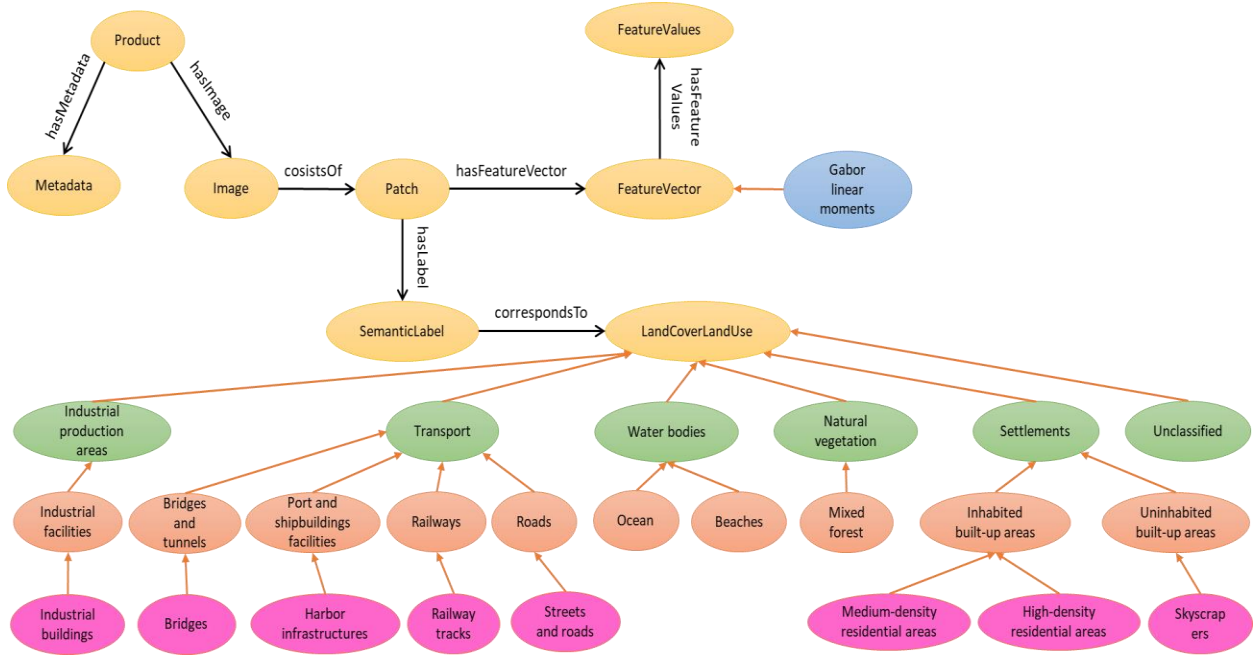 Product
FeatureValues
hasMetadata
hasImage
hasFeature
Values
Metadata
Image
cosistsOf
Patch
hasFeatureVector
FeatureVector
Gabor
linear
moments
hasLabel
SemanticLabel
correspondsTo
LandCoverLandUse
Industrial
production
areas
Transport
Water bodies
Natural
vegetation
Settlements
Unclassified
Industrial
facilities
Bridges
and
tunnels
Port and
shipbuildings
facilities
Railways
Roads
Ocean
Beaches
Mixed
forest
Inhabited
built-up areas
Uninhabited
built-up areas
Industrial
buildings
Bridges
Harbor
infrastructures
Railway
tracks
Streets
and roads
Medium-density
residential areas
High-density
residential areas
Skyscrap
ers